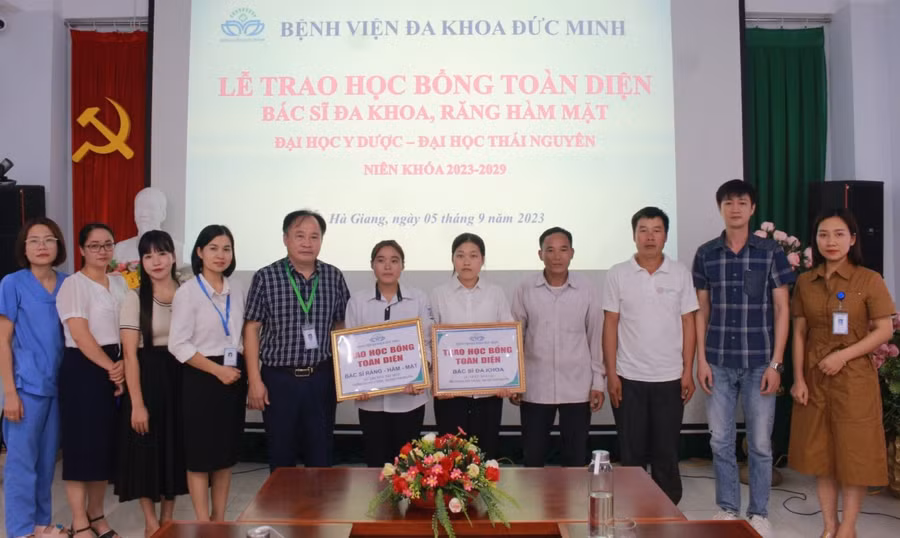 BỆNH VIỆN ĐA KHOA ĐỨC MINH
LỄ TRAO HỌC BỔNG TOÀN DIỆN
BÁC SĨ ĐA KHOA, RĂNG HÀM MẶT
ĐẠI HỌC Y DƯỢC – ĐẠI HỌC THÁI NGUYÊN
NIÊN KHÓA 2023-2029
Hà Giang, ngày 05 tháng 9 năm 2023
TRAO HỌC BỔNG
TOÀN DIỆN
BÁC SĨ RĂNG - HÀM - MẶT
TRAO HỌC BỔNG
TOÀN DIỆN
BÁC SĨ ĐA KHOA